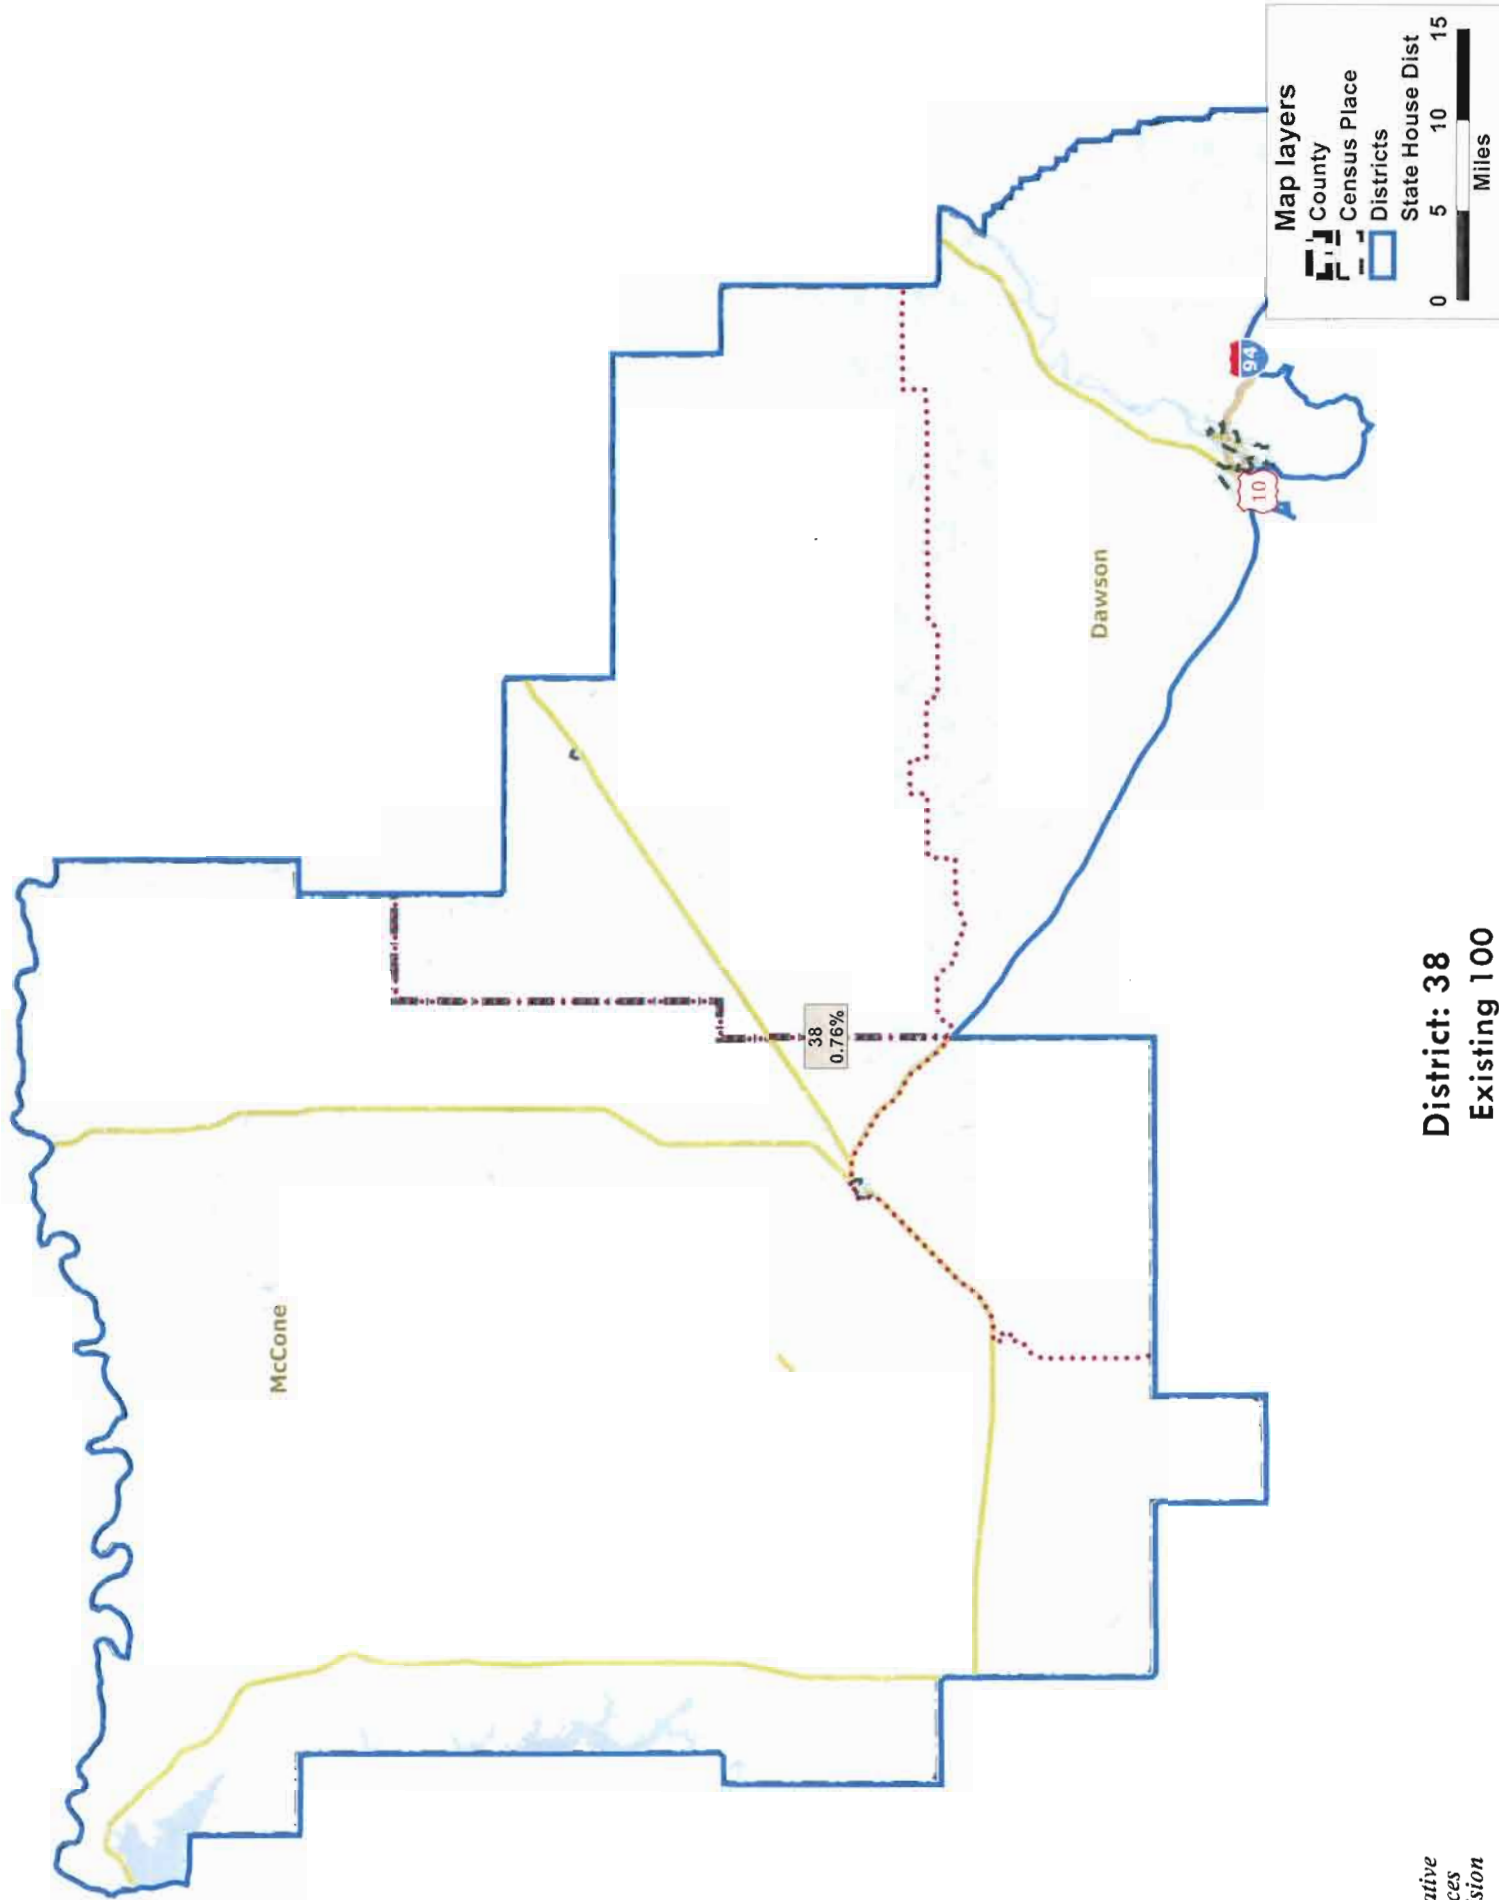 McCone
38
0.76%
Dawson
10
94
Map layers
County
Census Place
Districts
State House Dist
0 5 10 15
Miles
District: 38
Existing 100